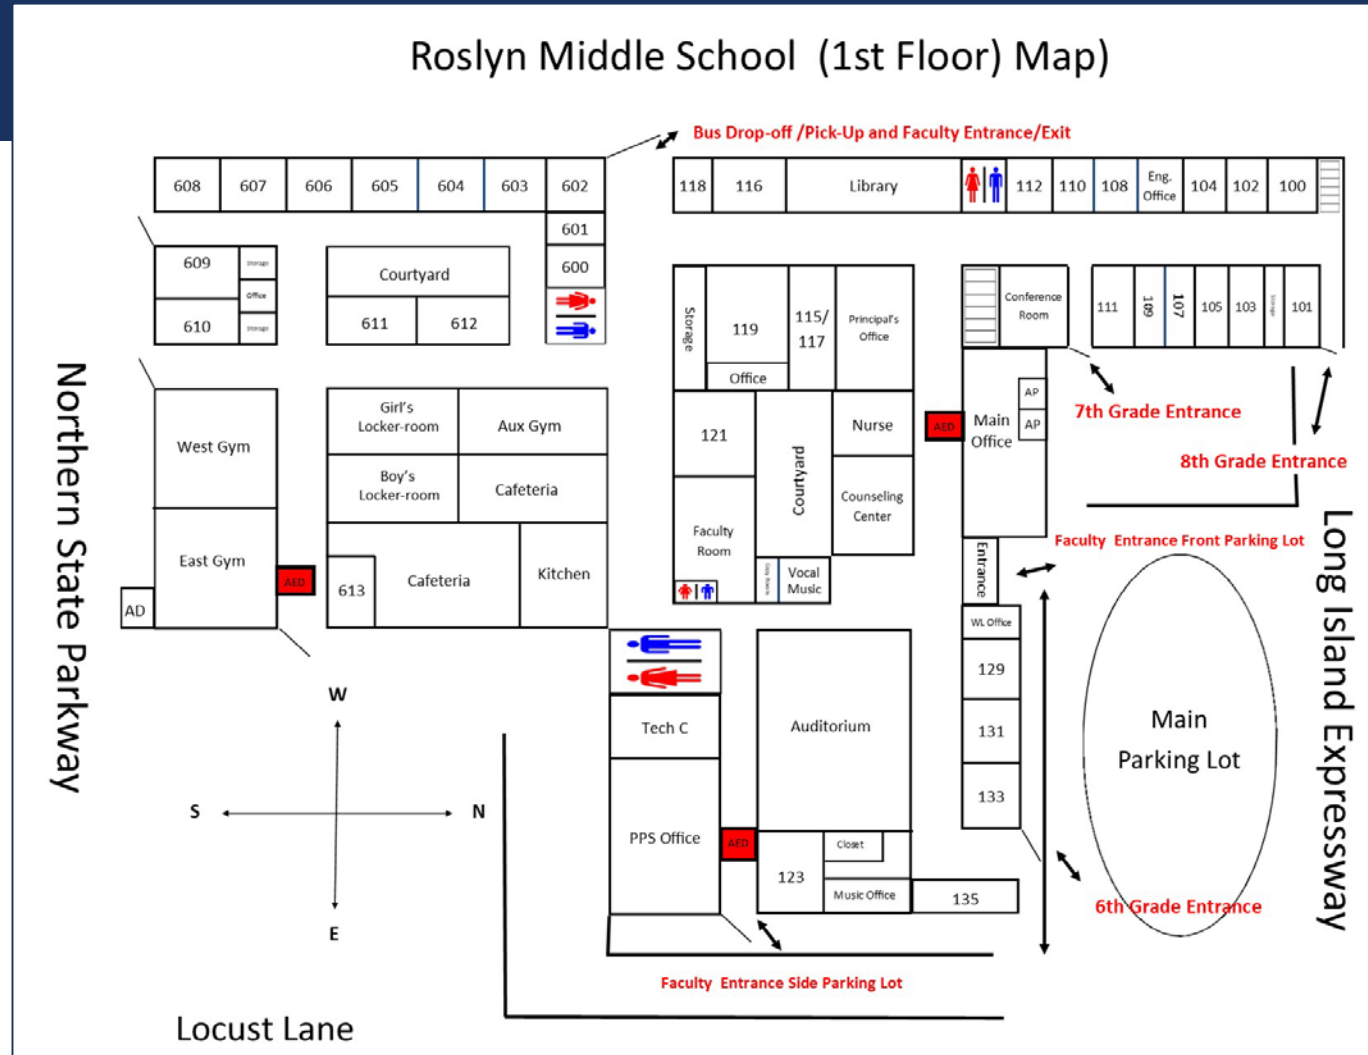 Roslyn Middle School  (1st Floor) Map)
Bus Drop-off /Pick-Up and Faculty Entrance/Exit
608
607
606
605
604
603
602
118
116
Library
112
110
108
Eng.
Office
104
102
100
601
600
609
Storage
Office
610
Storage
Courtyard
611
612
Storage
119
Office
115/
117
Principal's
Office
Conference
Room
111
109
107
105
103
Storage
101
7th Grade Entrance
8th Grade Entrance
West Gym
East Gym
AED
AD
Girl's
Locker-room
Aux Gym
Boy's
Locker-room
Cafeteria
613
Cafeteria
Kitchen
121
Faculty
Room
Courtyard
Nurse
Counseling
Center
Vocal
Music
AED
Main
Office
AP
AP
Entrance
Faculty  Entrance Front Parking Lot
WL Office
129
131
133
Main
Parking Lot
6th Grade Entrance
Tech C
PPS Office
AED
Auditorium
123
Closet
Music Office
135
Faculty  Entrance Side Parking Lot
W
S
N
E
Northern State Parkway
Long Island Expressway
Locust Lane